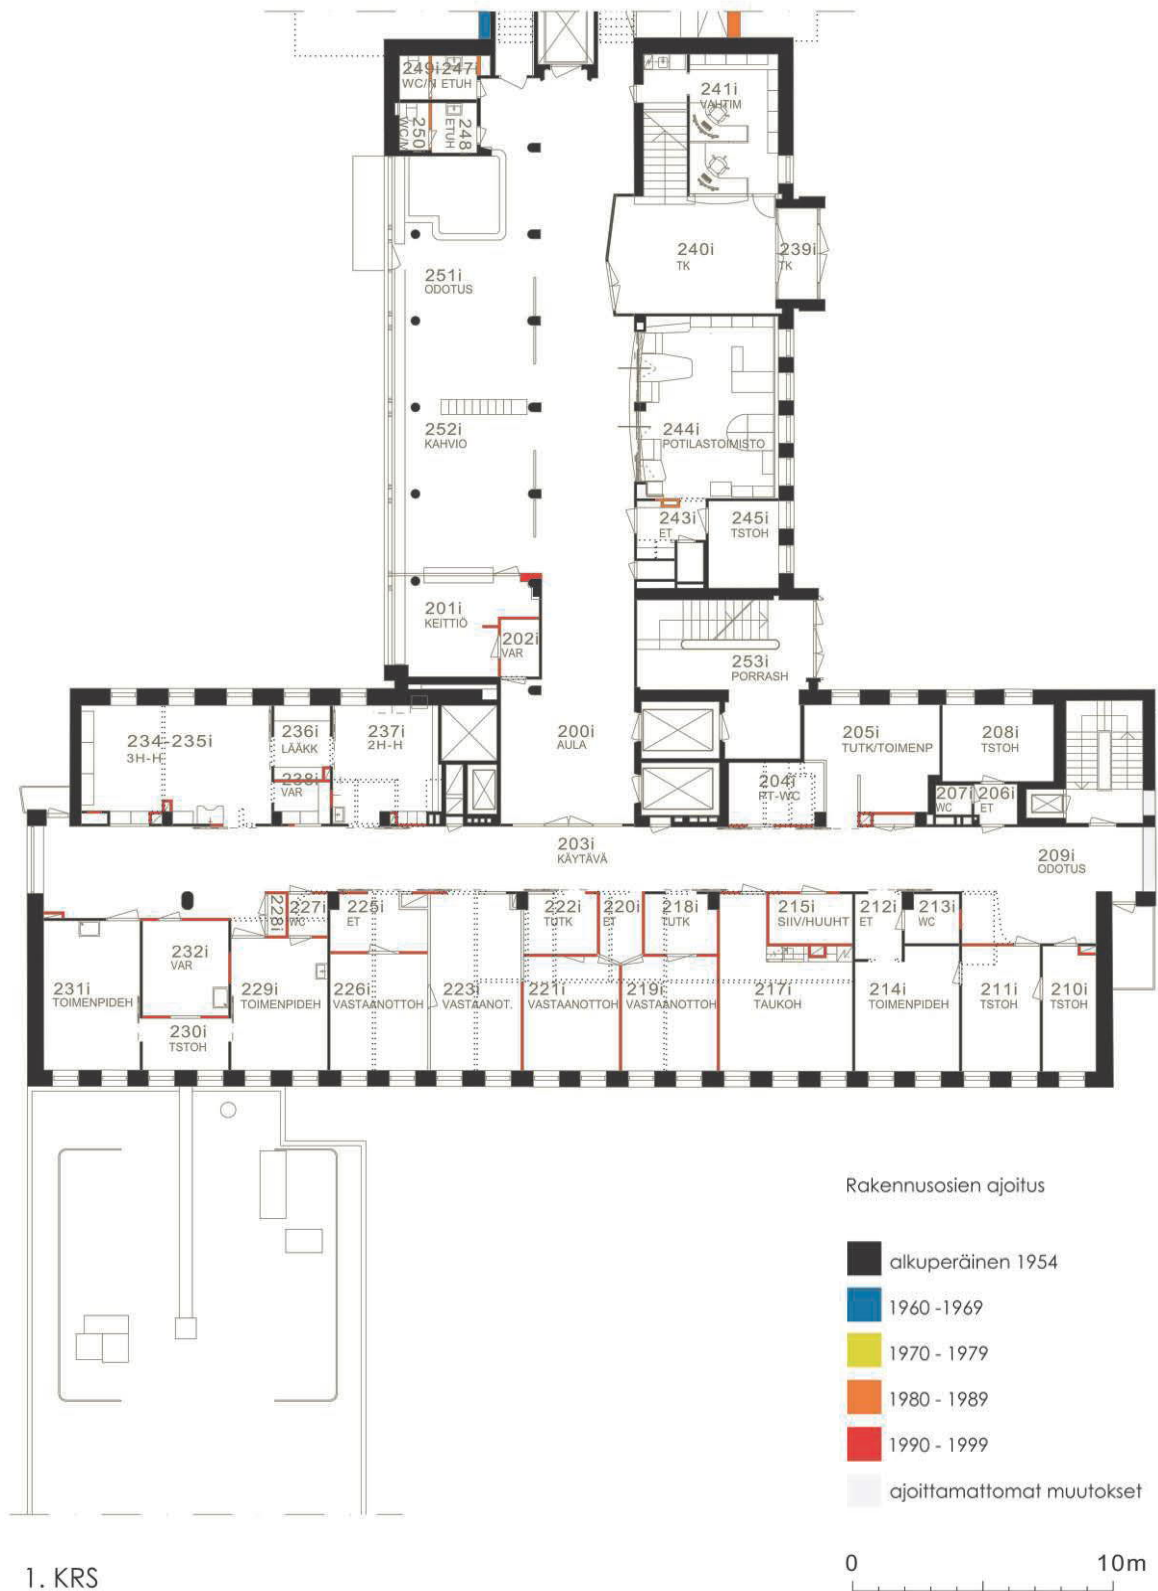 249i
WC/N
247i
ETUH
250
WC/M
248
ETUH
241i
VAHTIM
240i
TK
239i
TK
251i
ODOTUS
252i
KAHVIO
244i
POTILASTOIMISTO
243i
ET
245i
TSTOH
201i
KEITTIÖ
202i
VAR
253i
PORRASH
234-235i
3H-H
236i
LÄÄKK
237i
2H-H
238i
VAR
200i
AULA
205i
TUTK/TOIMENP
208i
TSTOH
204i
ET-WC
207i
WC
206i
ET
203i
KÄYTÄVÄ
209i
ODOTUS
228i
227i
WC
225i
ET
222i
TUTK
220i
ET
218i
TUTK
215i
SIIV/HUUHT
212i
ET
213i
WC
232i
VAR
231i
TOIMENPIDEH
229i
TOIMENPIDEH
226i
VASTAANOTTOH
223i
VASTAANOT.
221i
VASTAANOTTOH
219i
VASTAANOTTOH
217i
TAUKOH
214i
TOIMENPIDEH
211i
TSTOH
210i
TSTOH
230i
TSTOH
Rakennusosien ajoitus
alkuperäinen 1954
1960 -1969
1970 - 1979
1980 - 1989
1990 - 1999
ajoittamattomat muutokset
0 10m
1. KRS